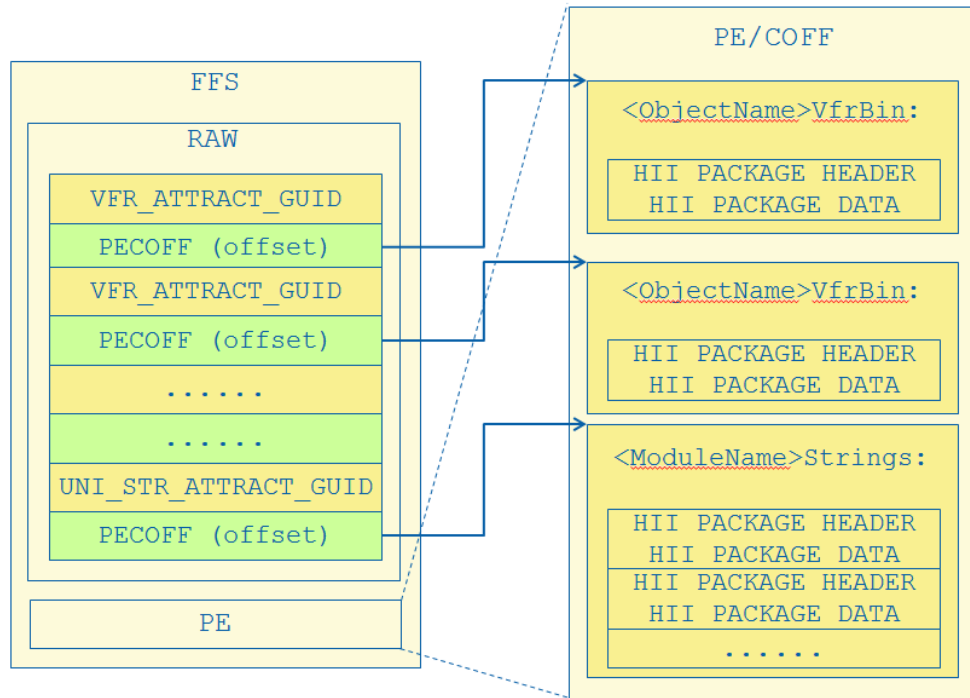 FFS
RAW
VFR_ATTRACT_GUID
PECOFF (offset)
VFR_ATTRACT_GUID
PECOFF (offset)
......
......
UNI_STR_ATTRACT_GUID
PECOFF (offset)
PE
PE/COFF
<ObjectName>VfrBin:
HII PACKAGE HEADER
HII PACKAGE DATA
<ObjectName>VfrBin:
HII PACKAGE HEADER
HII PACKAGE DATA
<ModuleName>Strings:
HII PACKAGE HEADER
HII PACKAGE DATA
HII PACKAGE HEADER
HII PACKAGE DATA
......